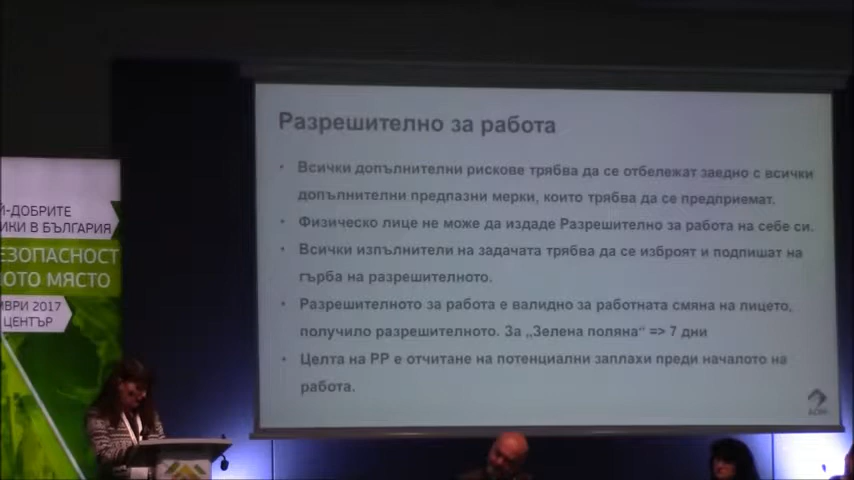 Разрешително за работа
• Всички допълнителни рискове трябва да се отбележат заедно с всички
допълнителни предпазни мерки, които трябва да се предприемат.
• Физическо лице не може да издаде Разрешително за работа на себе си.
• Всички изпълнители на задачата трябва да се изброят и подпишат на
гърба на разрешителното.
• Разрешителното за работа е валидно за работната смяна на лицето,
получило разрешителното. За „Зелена поляна“ => 7 дни
• Целта на РР е отчитане на потенциални заплахи преди началото на
работа.
Й-ДОБРИТЕ
ИКИ В БЪЛГАРИЯ
ЕЗОПАСНОСТ
КОТО МЯСТО
МВРИ 2017
ЦЕНТЪР